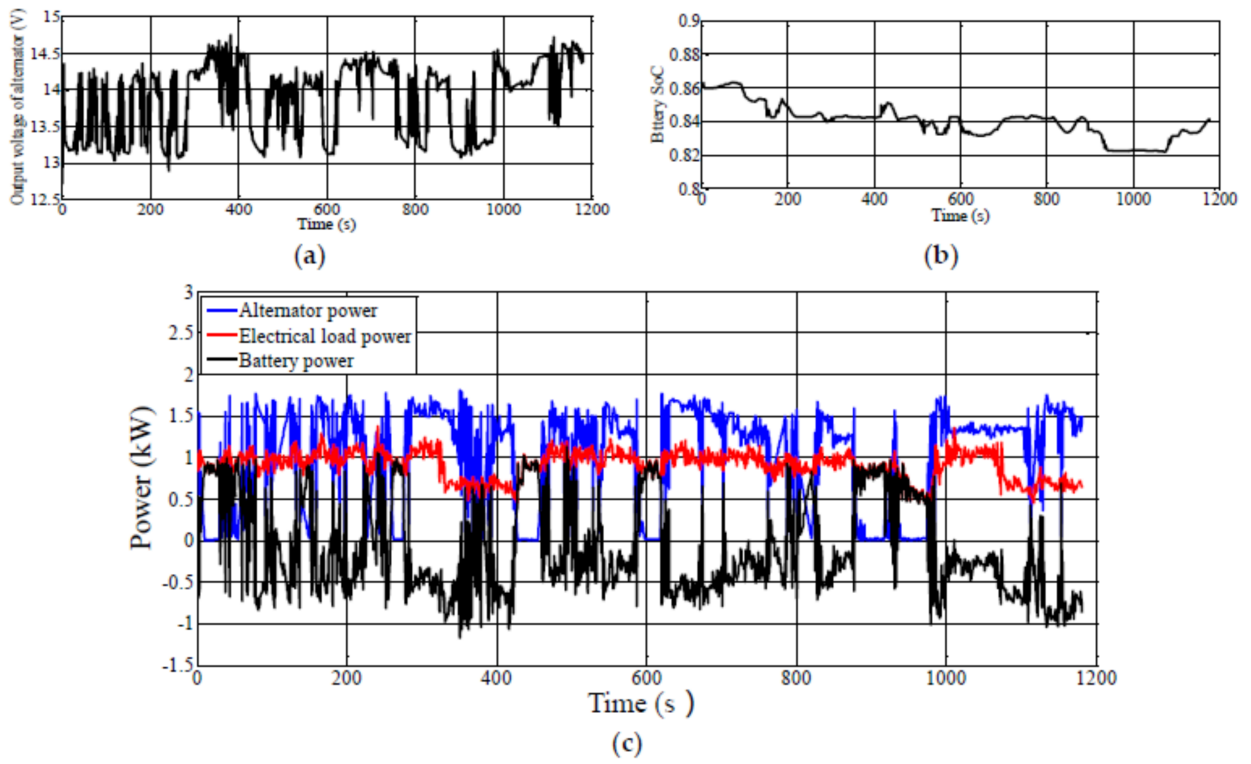 Output voltage of alternator (V)
15
14.5
14
13.5
13
12.5
0 200 400 600 800 1000 1200
Time (s)
(a)
Bttery SoC
0.9
0.88
0.86
0.84
0.82
0.8
0 200 400 600 800 1000 1200
Time (s)
(b)
Alternator power
Electrical load power
Battery power
Power (kW)
3
2.5
2
1.5
1
0.5
0
-0.5
-1
-1.5
0 200 400 600 800 1000 1200
Time (s )
(c)